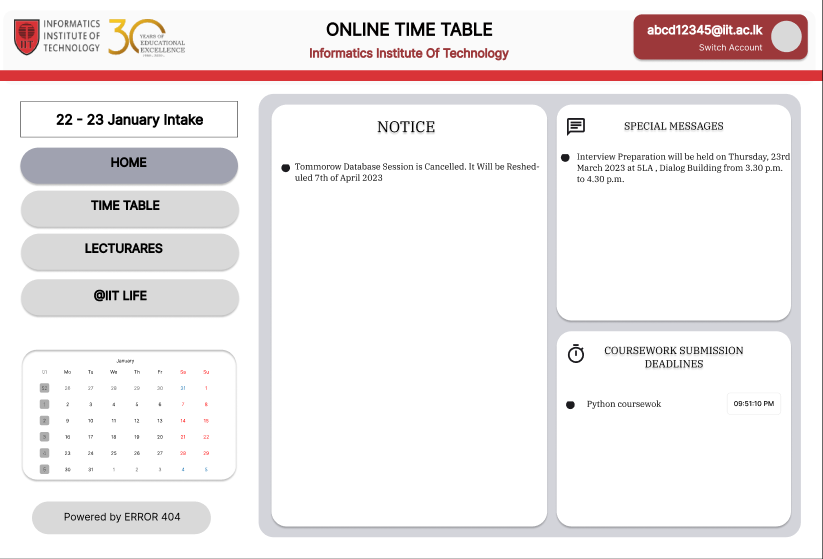 INFORMATICS
INSTITUTE OF
TECHNOLOGY
IIT
30
YEARS OF
EDUCATIONAL
EXCELLENCE
ONLINE TIME TABLE
Informatics Institute Of Technology
abcd12345@iit.ac.lk
Switch Account
22 - 23 January Intake
HOME
TIME TABLE
LECTURARES
@IIT LIFE
January
01 Mo Tu We Th Fr Sa Su
52 26 27 28 29 30 31 1
1 2 3 4 5 6 7 8
2 9 10 11 12 13 14 15
3 16 17 18 19 20 21 22
4 23 24 25 26 27 28 29
5 30 31 1 2 3 4 5
Powered by ERROR 404
NOTICE
Tommorow Database Session is Cancelled. It Will be Reshed-
uled 7th of April 2023
SPECIAL MESSAGES
Interview Preparation will be held on Thursday, 23rd
March 2023 at 5LA , Dialog Building from 3.30 p.m.
to 4.30 p.m.
COURSEWORK SUBMISSION
DEADLINES
Python coursewok
09:51:10 PM